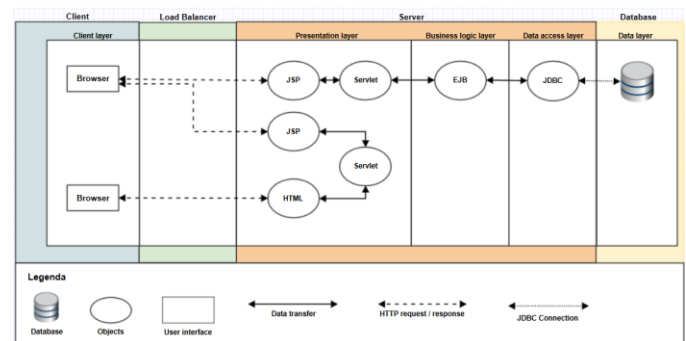 Client Load Balancer Server Database
Client layer Presentation layer Business logic layer Data access layer Data layer
Browser JSP Servlet EJB JDBC
JSP
Servlet
Browser HTML
Legenda
Database Objects User interface Data transfer HTTP request / response JDBC Connection